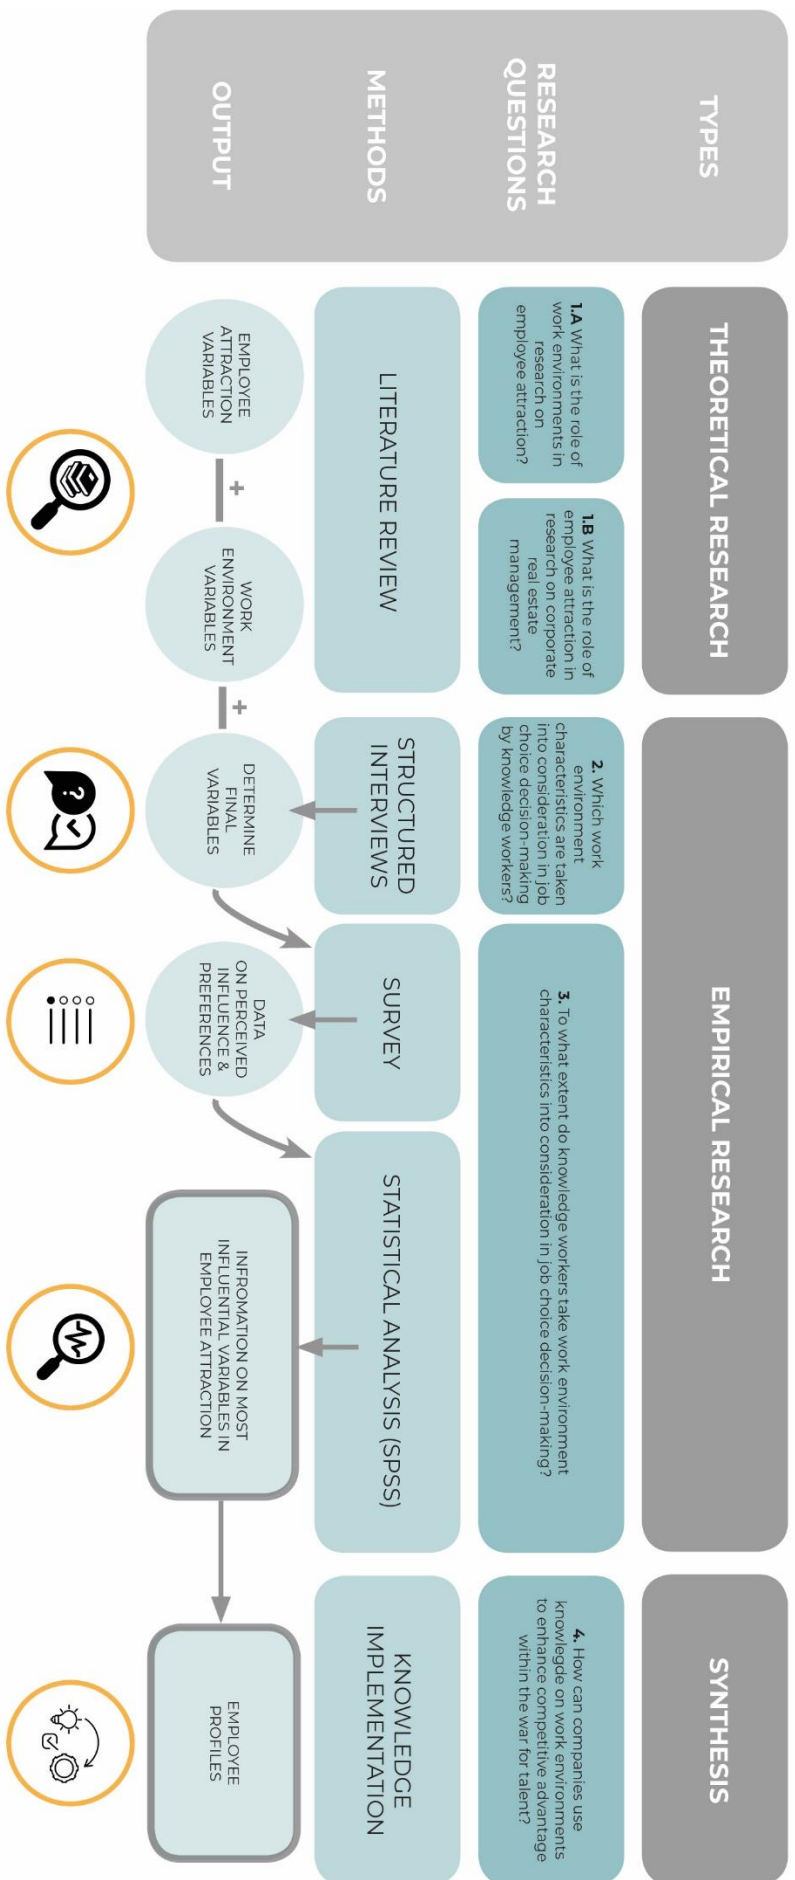 TYPES
THEORETICAL RESEARCH
EMPIRICAL RESEARCH
SYNTHESIS
RESEARCH
QUESTIONS
1.A What is the role of
work environments in
research on
employee attraction?
1.B What is the role of
employee attraction in
research on corporate
real estate
management?
2. Which work
environment
characteristics are taken
into consideration in job
choice decision-making
by knowledge workers?
3. To what extent do knowledge workers take work environment
characteristics into consideration in job choice decision-making?
4. How can companies use
knowlegde on work environments
to enhance competitive advantage
within the war for talent?
METHODS
LITERATURE REVIEW
STRUCTURED
INTERVIEWS
SURVEY
STATISTICAL ANALYSIS (SPSS)
KNOWLEDGE
IMPLEMENTATION
OUTPUT
EMPLOYEE
ATTRACTION
VARIABLES
+
WORK
ENVIRONMENT
VARIABLES
+
DETERMINE
FINAL
VARIABLES
DATA
ON PERCEIVED
INFLUENCE &
PREFERENCES
INFROMATION ON MOST
INFLUENTIAL VARIABLES IN
EMPLOYEE ATTRACTION
EMPLOYEE
PROFILES
?